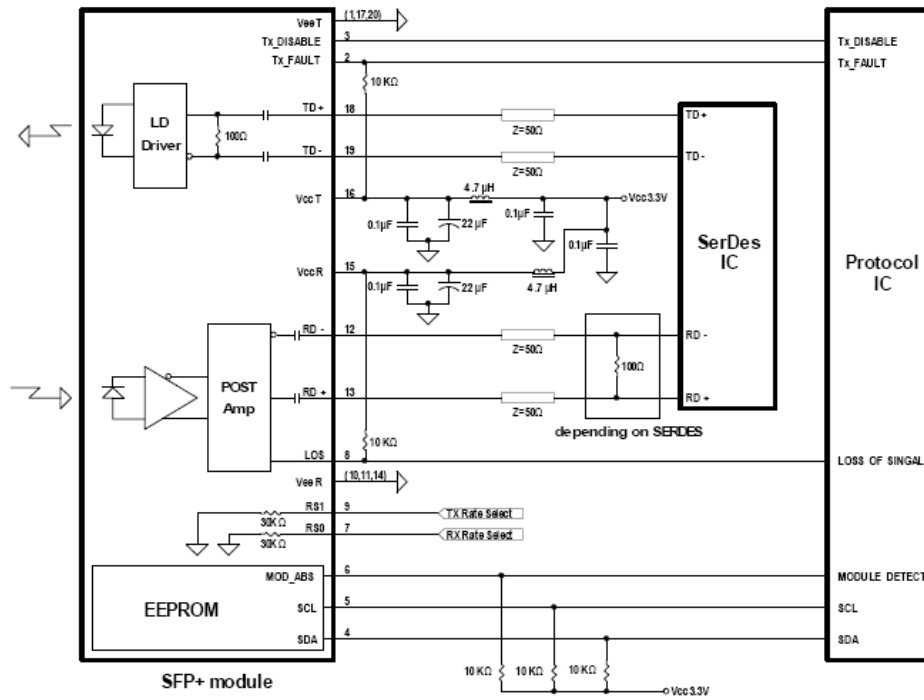 VeeT (1,17,20)
Tx_DISABLE 3 Tx_DISABLE
Tx_FAULT 2 Tx_FAULT
10 KΩ
LD
Driver
100Ω
TD+ 18 Z=50Ω TD+
TD- 19 Z=50Ω TD-
VccT 16 4.7 µH Vcc3.3V
0.1µF 22 µF 0.1µF 0.1µF
SerDes
IC
Protocol
IC
VccR 15
0.1µF 22 µF 4.7 µH
RD - 12 Z=50Ω RD -
100Ω
POST
Amp
RD + 13 Z=50Ω RD +
depending on SERDES
10 KΩ
LOS 8 LOSS OF SINGAL
VeeR (10,11,14)
RS1 9 TX Rate Select
30KΩ
RS0 7 RX Rate Select
30KΩ
MOD_ABS 6 MODULE DETECT
EEPROM
SCL 5 SCL
SDA 4 SDA
10 KΩ 10 KΩ 10 KΩ
Vcc3.3V
SFP+ module